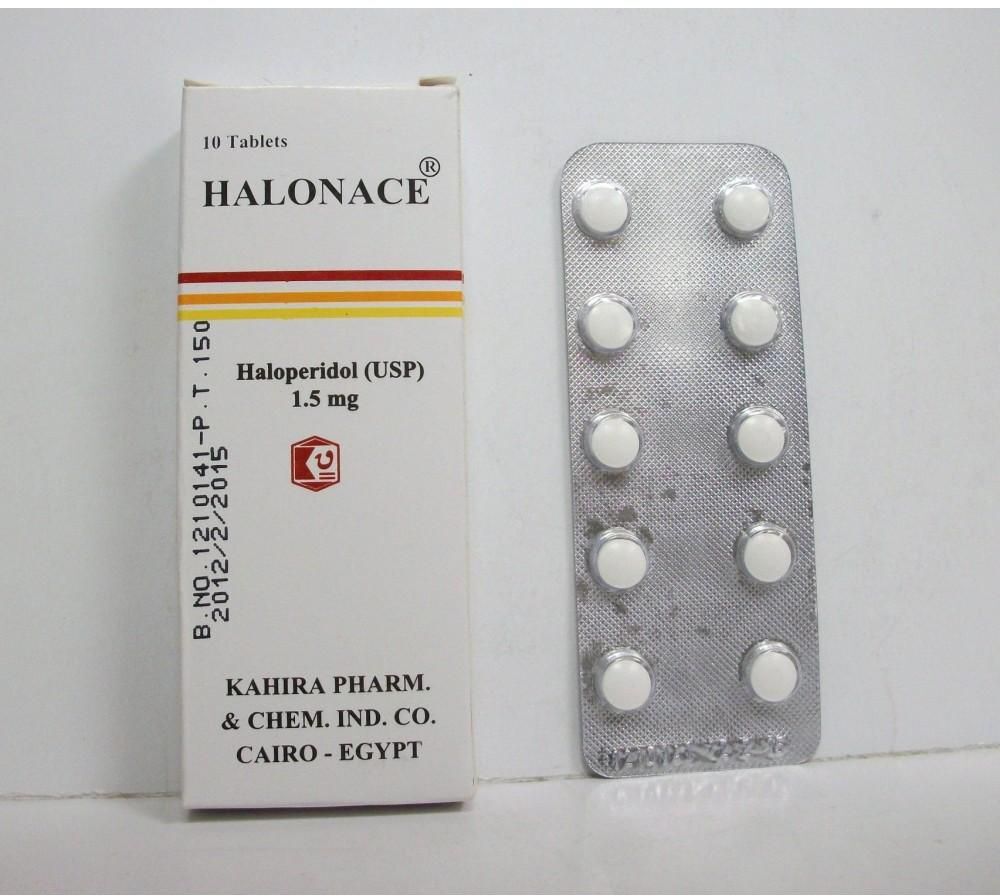 10 Tablets
HALONACE®
Haloperidol (USP)
1.5 mg
B.NO.1210141-P.T.150
2012/2/2015
KAHIRA PHARM.
& CHEM. IND. CO.
CAIRO - EGYPT